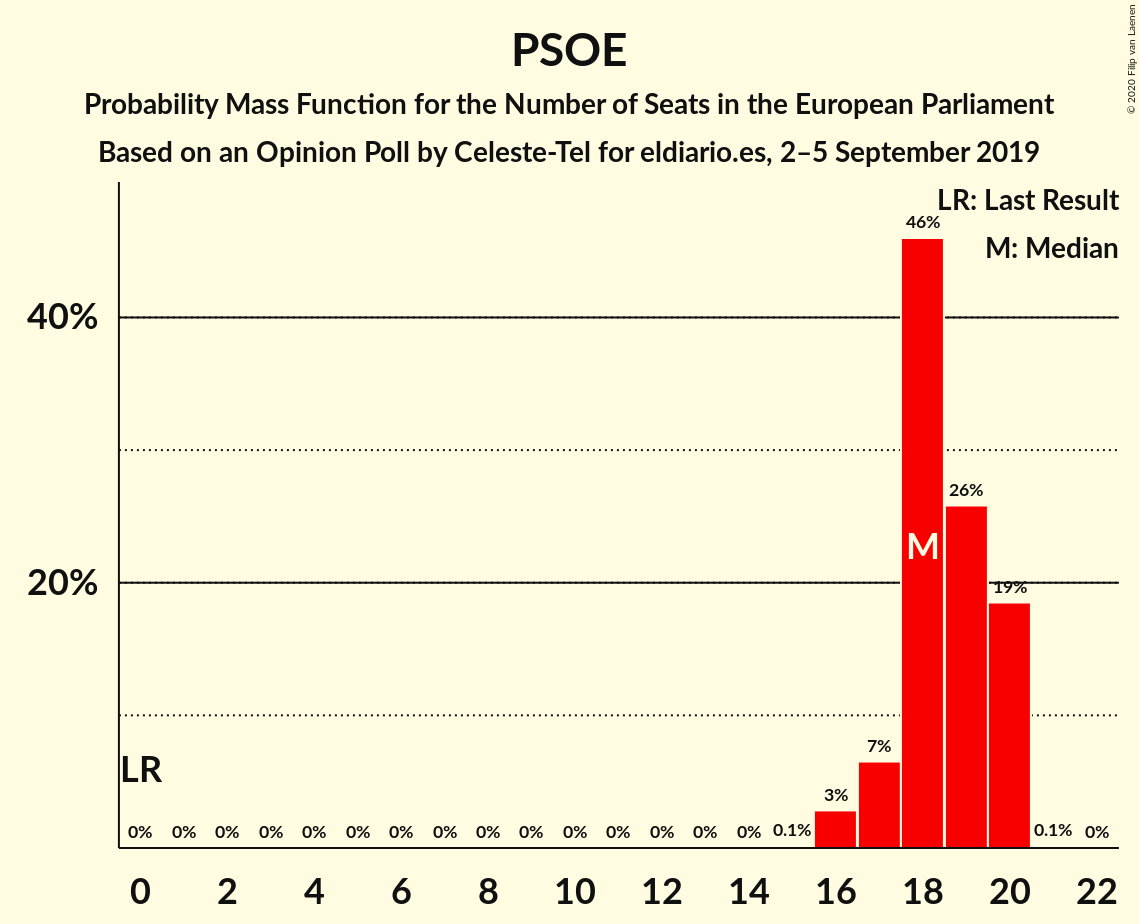 PSOE
Probability Mass Function for the Number of Seats in the European Parliament
Based on an Opinion Poll by Celeste-Tel for eldiario.es, 2–5 September 2019
© 2020 Filip van Laenen
LR: Last Result
M: Median
46%
40%
26%
M
20%
19%
7%
LR
3%
0% 0% 0% 0% 0% 0% 0% 0% 0% 0% 0% 0% 0% 0% 0% 0.1% 0.1% 0%
0 2 4 6 8 10 12 14 16 18 20 22